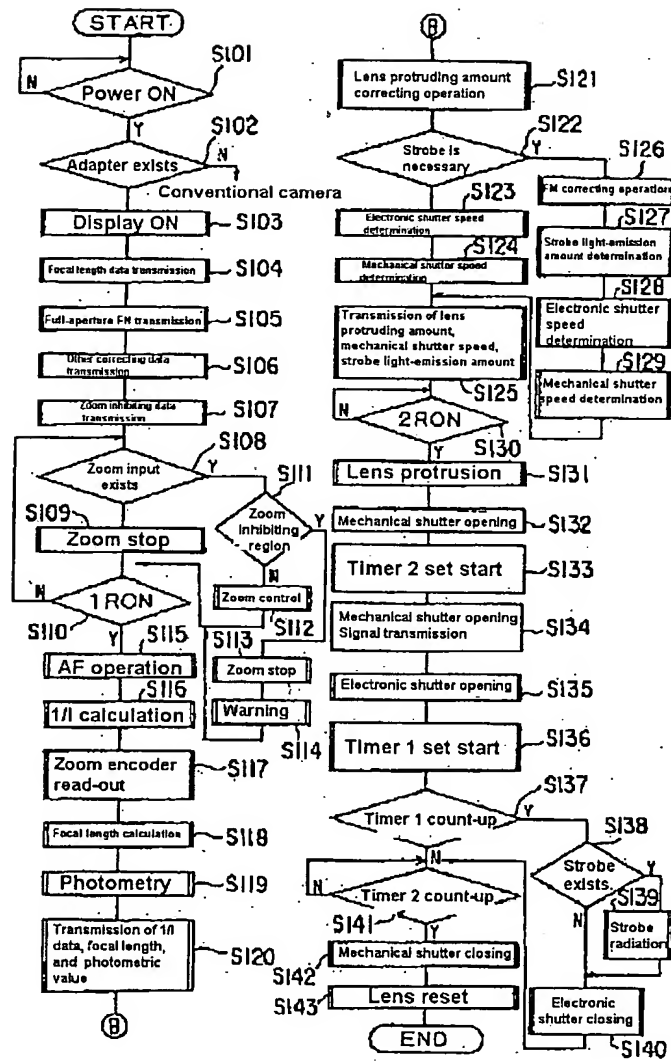 START
S101
N
Power ON
Y
S102
Adapter exists
N
Conventional camera
Display ON
S103
Focal length data transmission
S104
Full-aperture FN transmission
S105
Other correcting data
transmission
S106
Zoom inhibiting data
transmission
S107
S108
Zoom input
exists
Y
S111
Zoom
inhibiting
region
Y
N
S109
Zoom stop
Zoom control
S112
N
1 RON
S110
Y
S115
S113
AF operation
Zoom stop
S116
1/l calculation
Warning
S114
Zoom encoder
read-out
S117
Focal length calculation
S118
Photometry
S119
Transmission of 1/l
data, focal length,
and photometric
value
S120
B
B
Lens protruding amount
correcting operation
S121
S122
Strobe is
necessary
Y
S126
FM correcting operation
S123
Electronic shutter speed
determination
S127
Strobe light-emission
amount determination
S124
Mechanical shutter speed
determination
S128
Electronic shutter
speed
determination
Transmission of lens
protruding amount,
mechanical shutter speed,
strobe light-emission amount
S125
S129
Mechanical shutter
speed determination
N
2 RON
S130
Y
Lens protrusion
S131
Mechanical shutter opening
S132
Timer 2 set start
S133
Mechanical shutter opening
Signal transmission
S134
Electronic shutter opening
S135
Timer 1 set start
S136
S137
Timer 1 count-up
Y
S138
N
Strobe
exists.
Y
N
Timer 2 count-up
N
S139
Strobe
radiation
S141
Y
Mechanical shutter closing
S142
Lens reset
S143
Electronic
shutter closing
S140
END